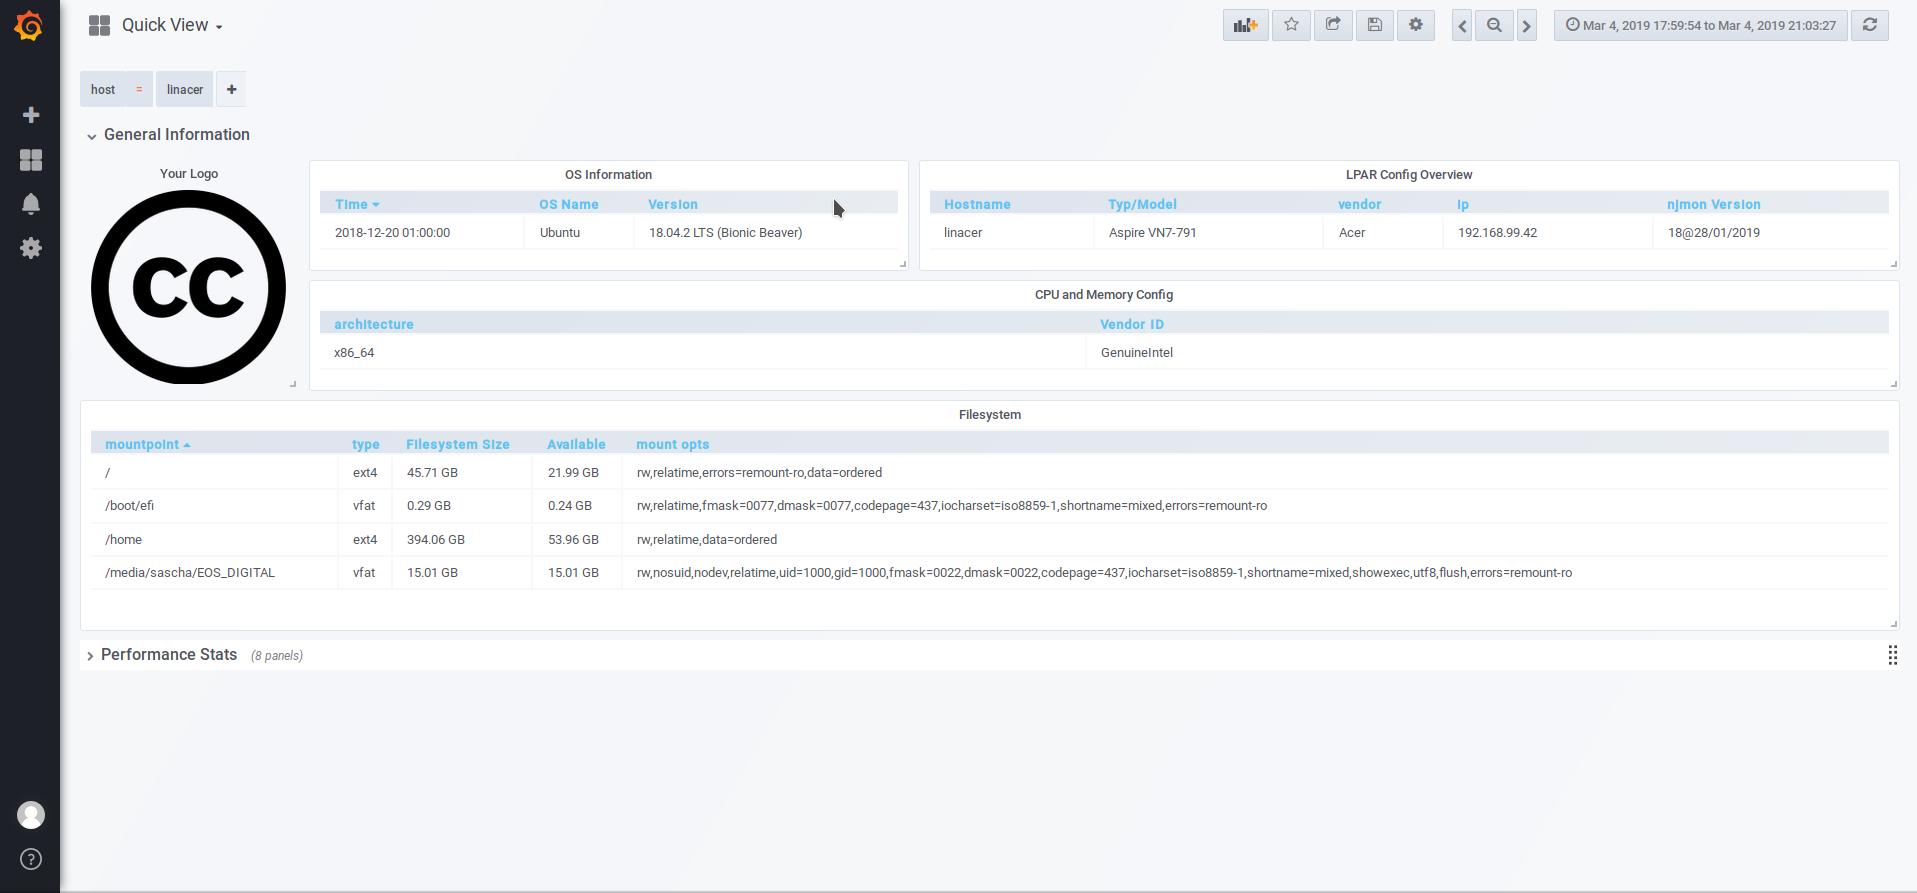 Quick View
Mar 4, 2019 17:59:54 to Mar 4, 2019 21:03:27
host = linacer
General Information
Your Logo
CC
OS Information
Time OS Name Version
2018-12-20 01:00:00 Ubuntu 18.04.2 LTS (Bionic Beaver)
LPAR Config Overview
Hostname Typ/Model vendor ip njmon Version
linacer Aspire VN7-791 Acer 192.168.99.42 18@28/01/2019
CPU and Memory Config
architecture Vendor ID
x86_64 GenuineIntel
Filesystem
mountpoint type Filesystem Size Available mount opts
/ ext4 45.71 GB 21.99 GB rw,relatime,errors=remount-ro,data=ordered
/boot/efi vfat 0.29 GB 0.24 GB rw,relatime,fmask=0077,dmask=0077,codepage=437,iocharset=iso8859-1,shortname=mixed,errors=remount-ro
/home ext4 394.06 GB 53.96 GB rw,relatime,data=ordered
/media/sascha/EOS_DIGITAL vfat 15.01 GB 15.01 GB rw,nosuid,nodev,relatime,uid=1000,gid=1000,fmask=0022,dmask=0022,codepage=437,iocharset=iso8859-1,shortname=mixed,showexec,utf8,flush,errors=remount-ro
Performance Stats (8 panels)